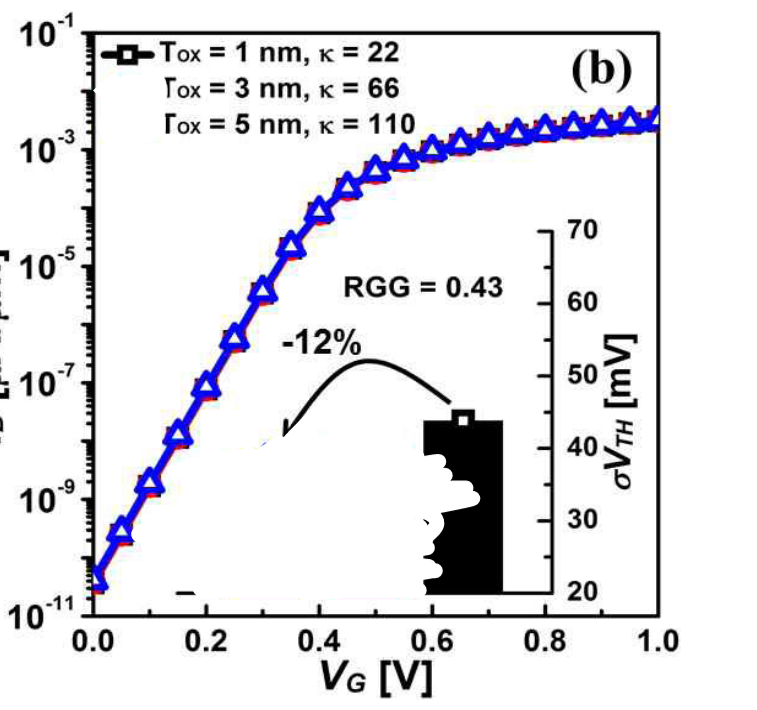 10-1
Tox = 1 nm, κ = 22
(b)
ox = 3 nm, κ = 66
ox = 5 nm, κ = 110
10-3
70
10-5
RGG = 0.43
60
-12%
10-7
50
40
σVTH [mV]
10-9
30
20
10-11
0.0 0.2 0.4 0.6 0.8 1.0
VG [V]